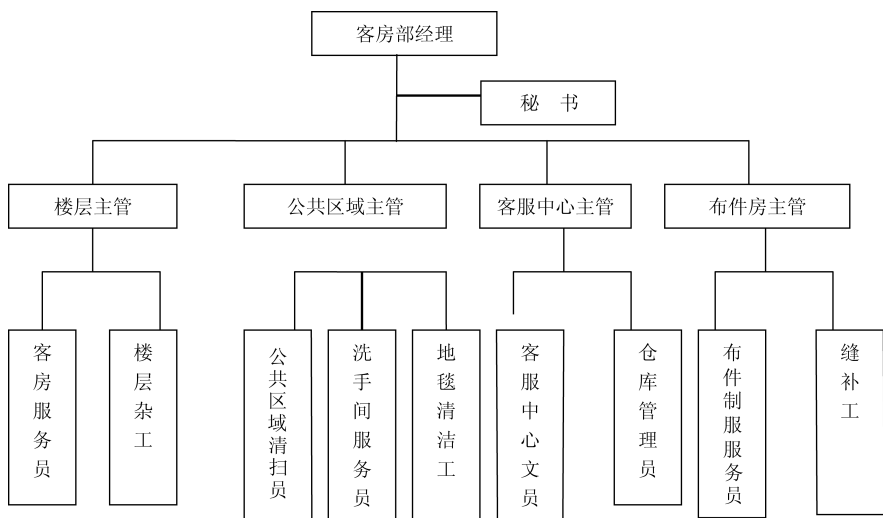 客房部经理
秘 书
楼层主管
公共区域主管
客服中心主管
布件房主管
客房服务员
楼层杂工
公共区域清扫员
洗手间服务员
地毯清洁工
客服中心文员
仓库管理员
布件制服服务员
缝补工